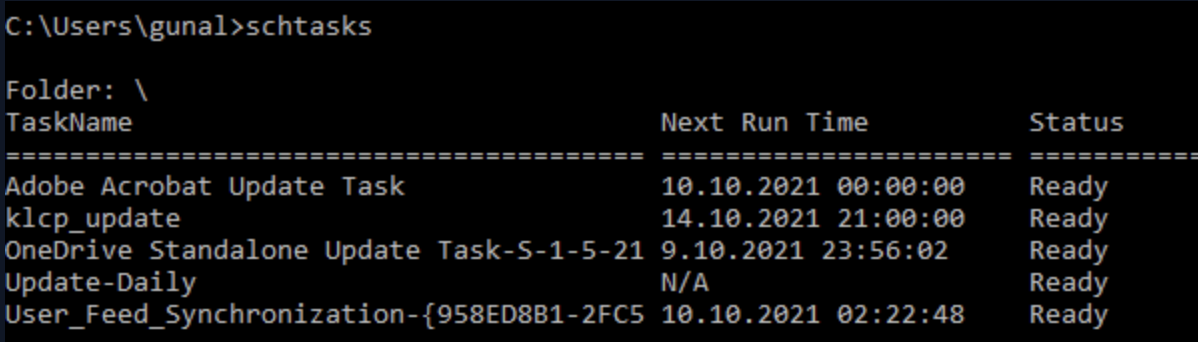 C:\Users\gunal>schtasks
Folder: \
TaskName Next Run Time Status
======================================== ====================== ===========
Adobe Acrobat Update Task 10.10.2021 00:00:00 Ready
klcp_update 14.10.2021 21:00:00 Ready
OneDrive Standalone Update Task-S-1-5-21 9.10.2021 23:56:02 Ready
Update-Daily N/A Ready
User_Feed_Synchronization-{958ED8B1-2FC5 10.10.2021 02:22:48 Ready